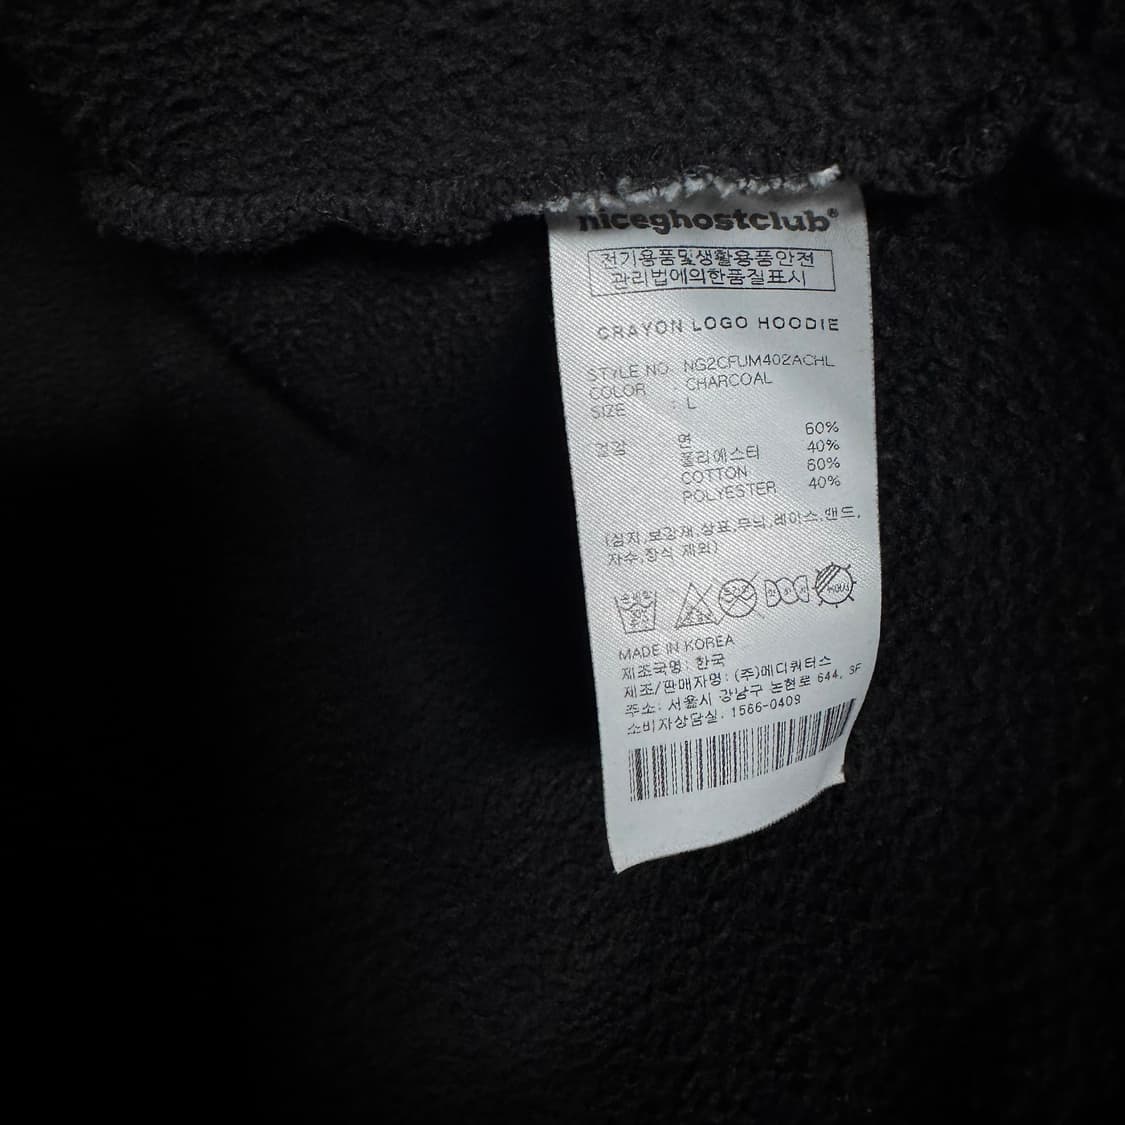 niceghostclub®
전기용품및생활용품안전
관리법에의한품질표시
CRAYON LOGO HOODIE
STYLE NO NG2CFUM402ACHL
COLOR CHARCOAL
SIZE : L
겉감 면 60%
폴리에스터 40%
COTTON 60%
POLYESTER 40%
(심지,보강재,상표,무늬,레이스,밴드,
자수,장식 제외)
MADE IN KOREA
제조국명: 한국
제조/판매자명: (주)메디쿼터스
주소: 서울시 강남구 논현로 644, 5F
소비자상담실. 1566-0409